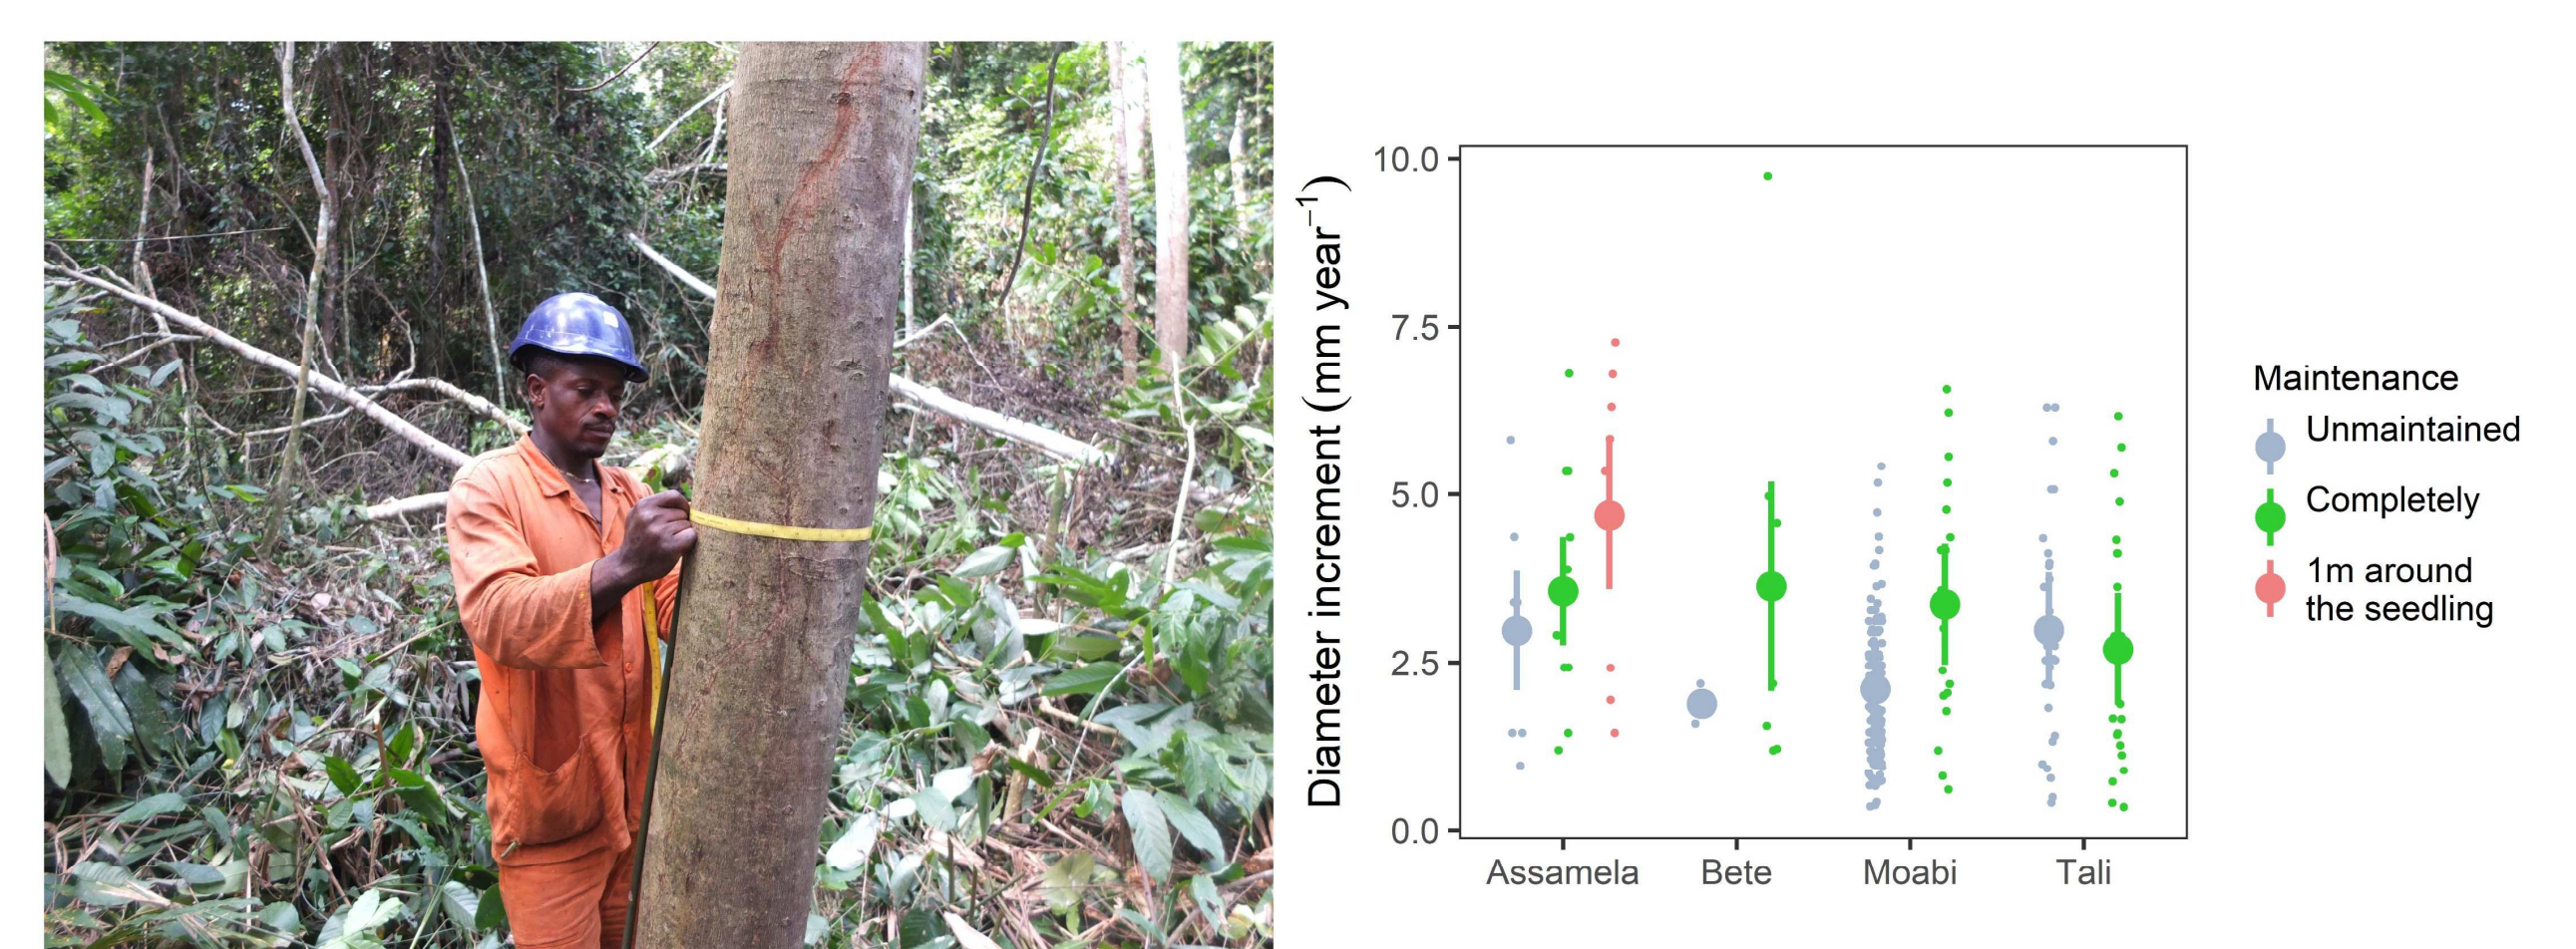 10.0
7.5
5.0
2.5
0.0
Diameter increment (mm year⁻¹)
Assamela Bete Moabi Tali
Maintenance
Unmaintained
Completely
1m around
the seedling